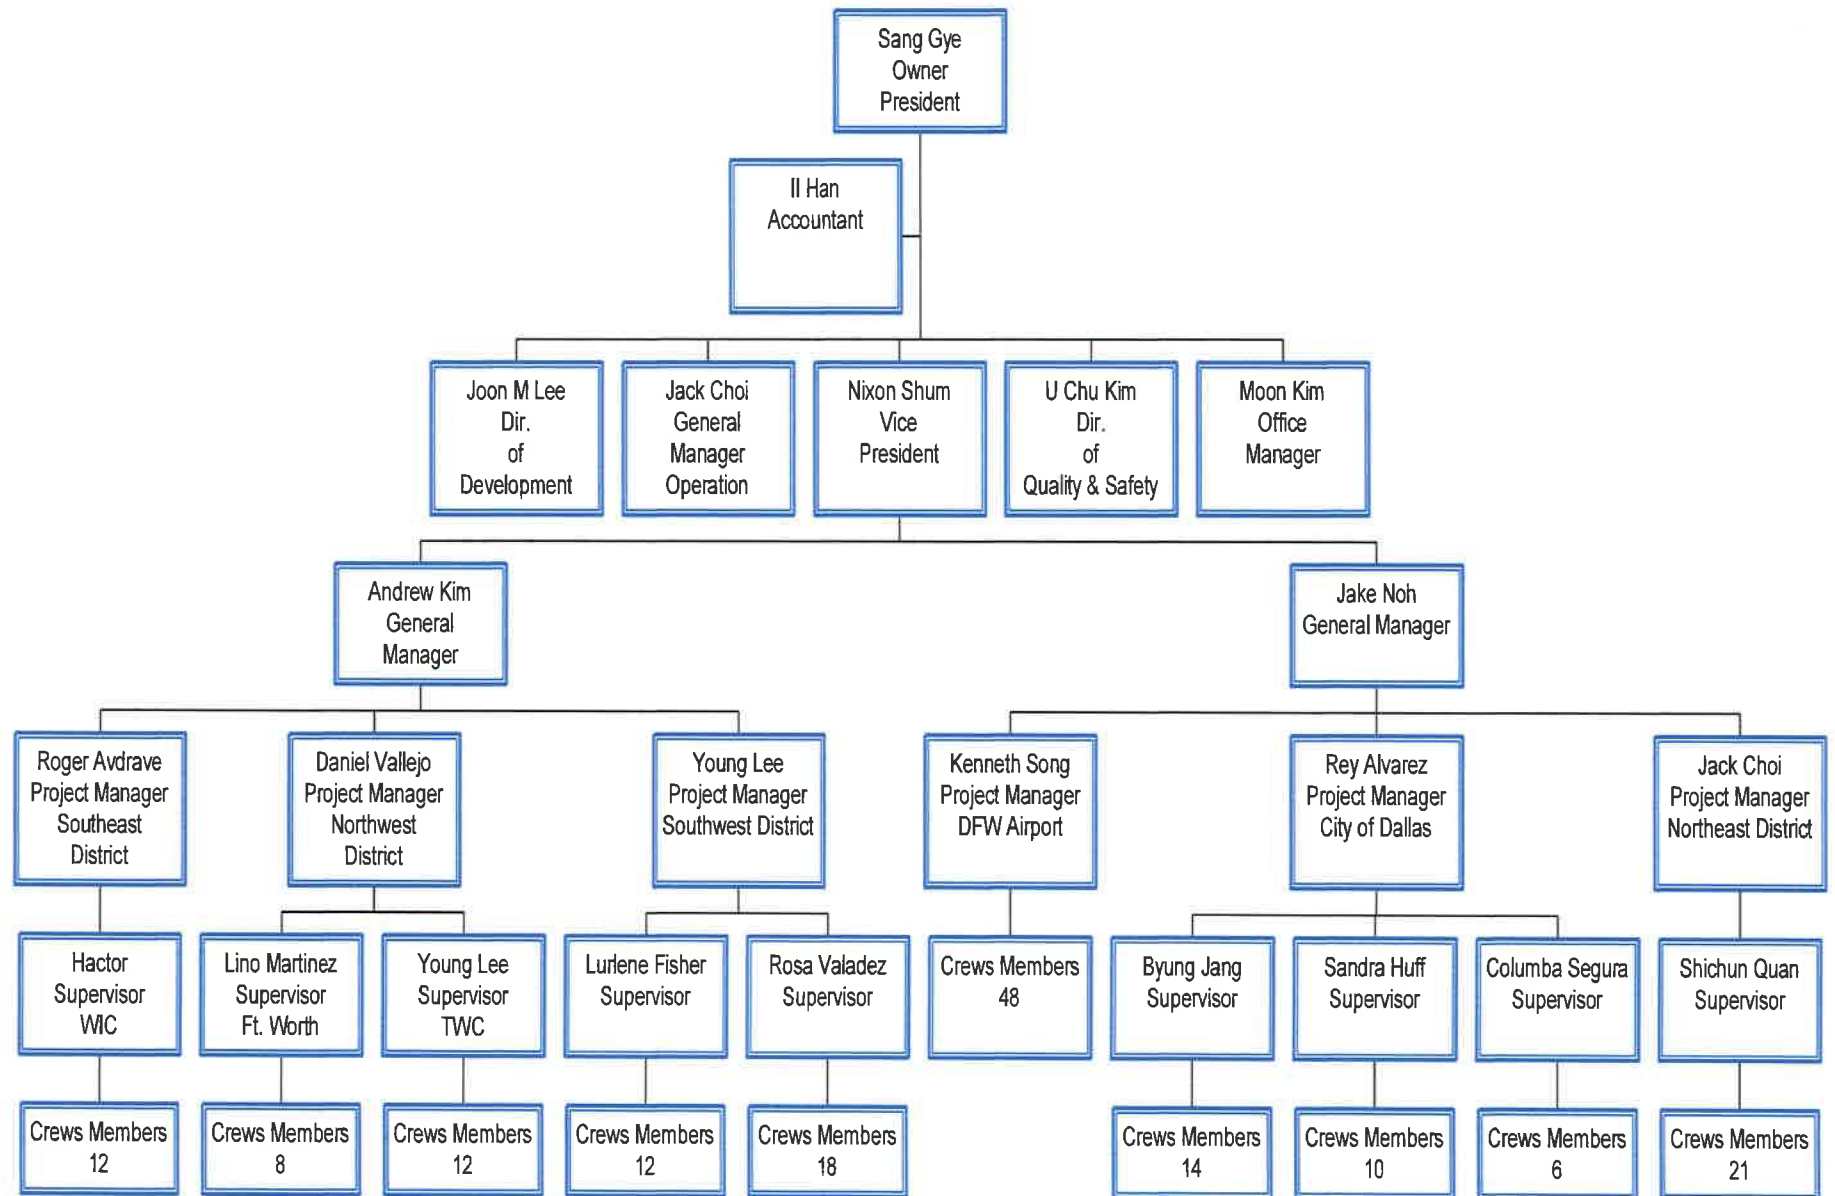 Sang Gye
Owner
President
Il Han
Accountant
Joon M Lee
Dir.
of
Development
Jack Choi
General
Manager
Operation
Nixon Shum
Vice
President
U Chu Kim
Dir.
of
Quality & Safety
Moon Kim
Office
Manager
Andrew Kim
General
Manager
Jake Noh
General Manager
Roger Avdrave
Project Manager
Southeast
District
Daniel Vallejo
Project Manager
Northwest
District
Young Lee
Project Manager
Southwest District
Kenneth Song
Project Manager
DFW Airport
Rey Alvarez
Project Manager
City of Dallas
Jack Choi
Project Manager
Northeast District
Hactor
Supervisor
WIC
Lino Martinez
Supervisor
Ft. Worth
Young Lee
Supervisor
TWC
Lurlene Fisher
Supervisor
Rosa Valadez
Supervisor
Crews Members
48
Byung Jang
Supervisor
Sandra Huff
Supervisor
Columba Segura
Supervisor
Shichun Quan
Supervisor
Crews Members
12
Crews Members
8
Crews Members
12
Crews Members
12
Crews Members
18
Crews Members
14
Crews Members
10
Crews Members
6
Crews Members
21